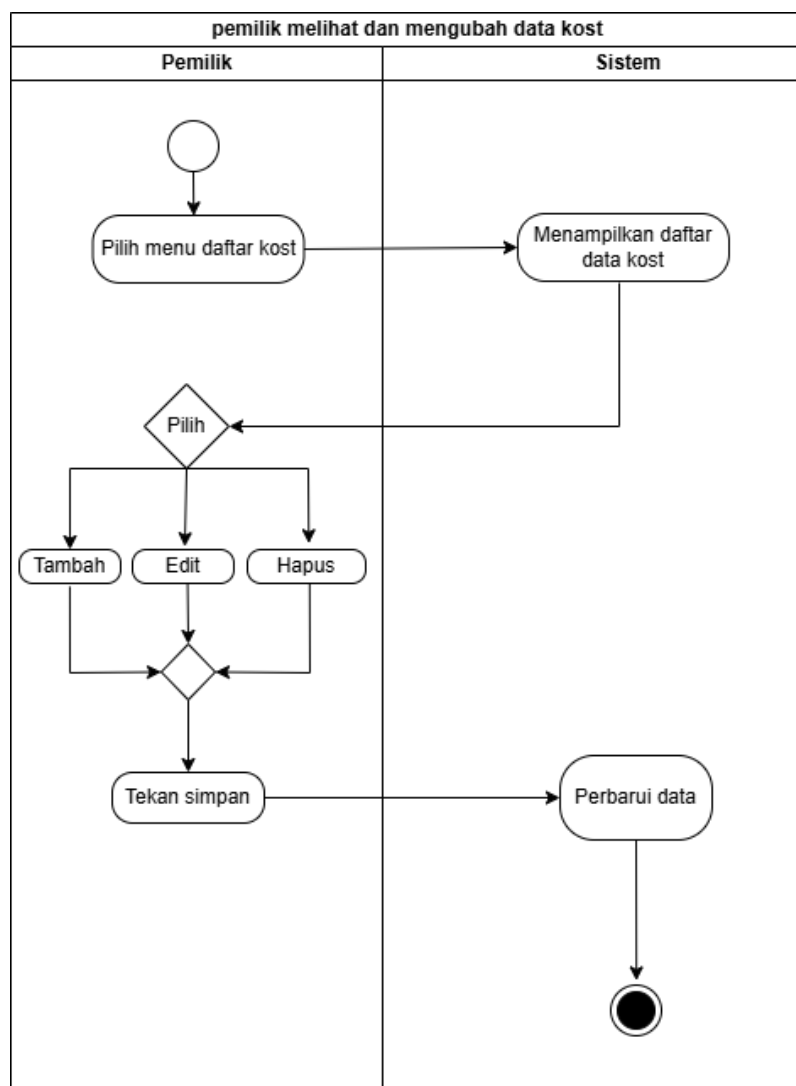 pemilik melihat dan mengubah data kost
Pemilik
Sistem
Pilih menu daftar kost
Menampilkan daftar
data kost
Pilih
Tambah
Edit
Hapus
Tekan simpan
Perbarui data